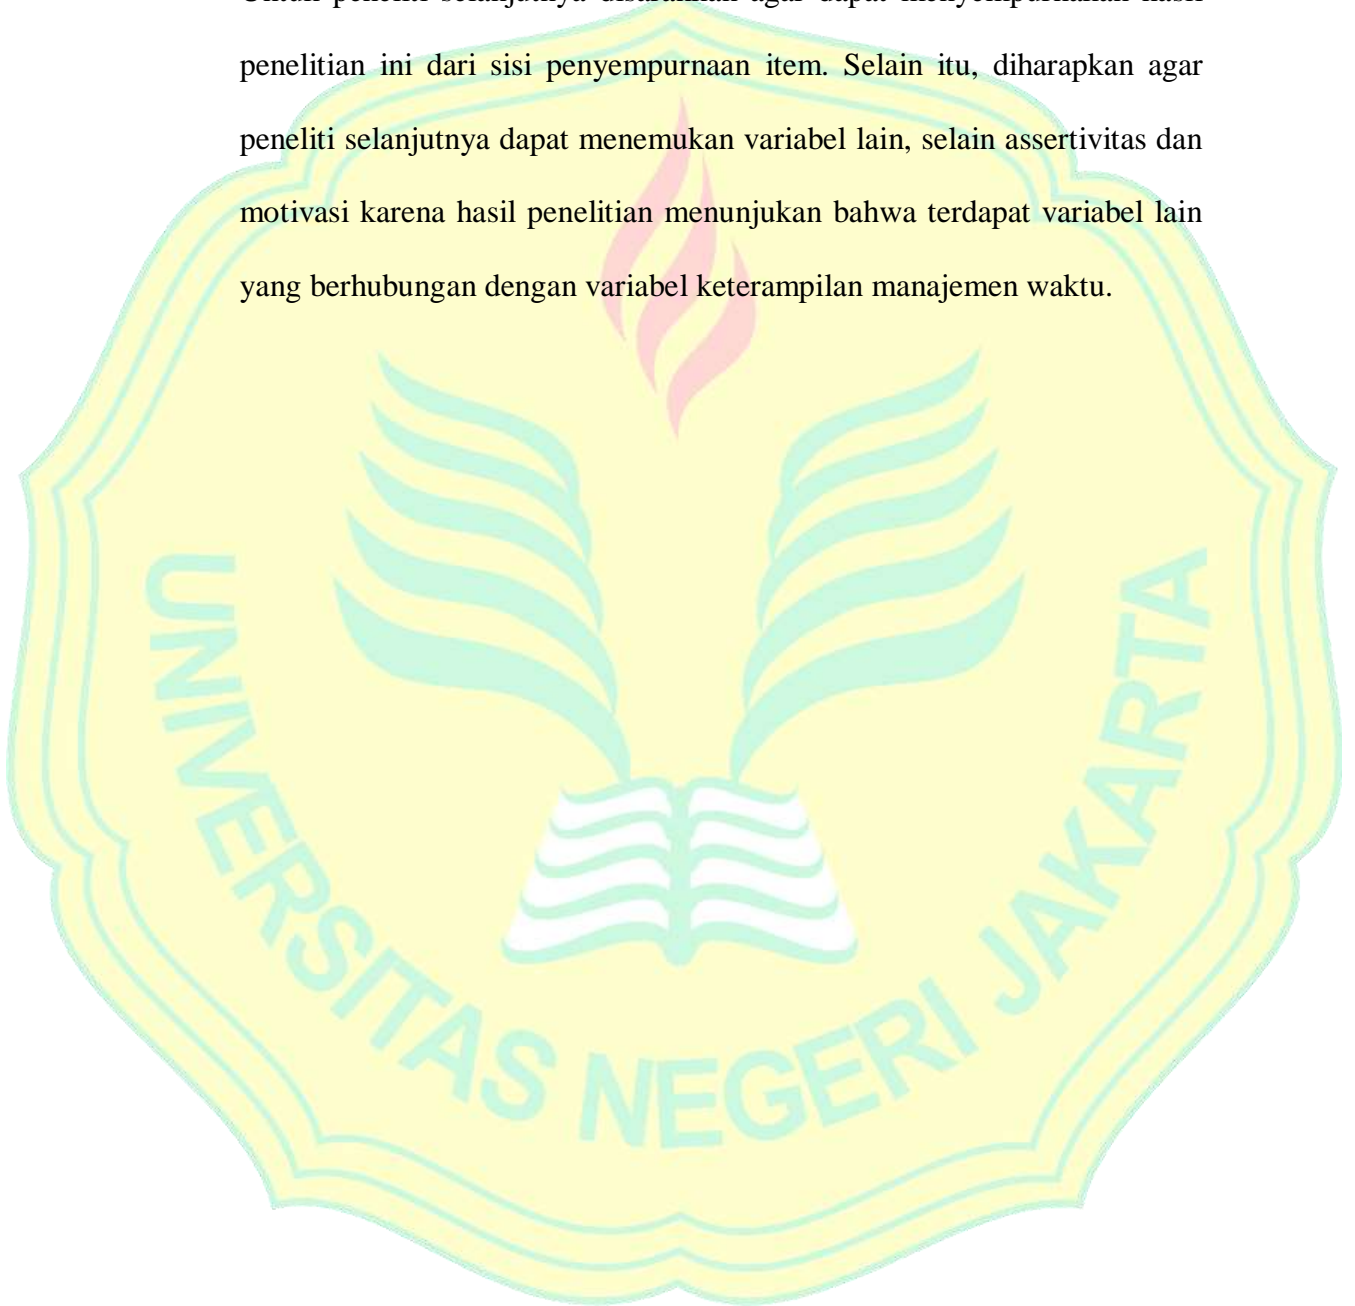 Untuk peneliti selanjutnya disarankan agar dapat menyempurnakan hasil
penelitian ini dari sisi penyempurnaan item. Selain itu, diharapkan agar
peneliti selanjutnya dapat menemukan variabel lain, selain assertivitas dan
motivasi karena hasil penelitian menunjukan bahwa terdapat variabel lain
yang berhubungan dengan variabel keterampilan manajemen waktu.
UNIVERSITAS NEGERI JAKARTA